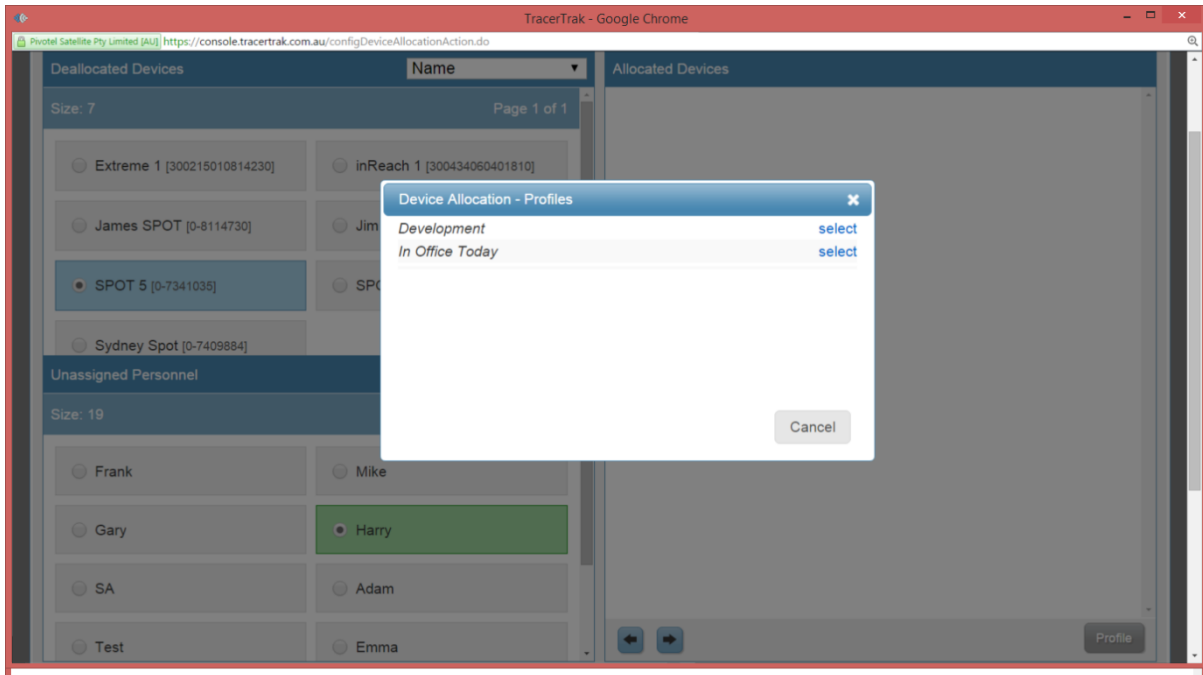 TracerTrak - Google Chrome
Pivotel Satellite Pty Limited [AU] https://console.tracertrak.com.au/configDeviceAllocationAction.do
Deallocated Devices Name
Size: 7 Page 1 of 1
Extreme 1 [300215010814230] inReach 1 [300434060401810]
James SPOT [0-8114730] Jim
SPOT 5 [0-7341035]
Sydney Spot [0-7409884]
Unassigned Personnel
Size: 19
Frank Mike
Gary Harry
SA Adam
Test Emma
Allocated Devices
Device Allocation - Profiles
Development select
In Office Today select
Cancel
Profile